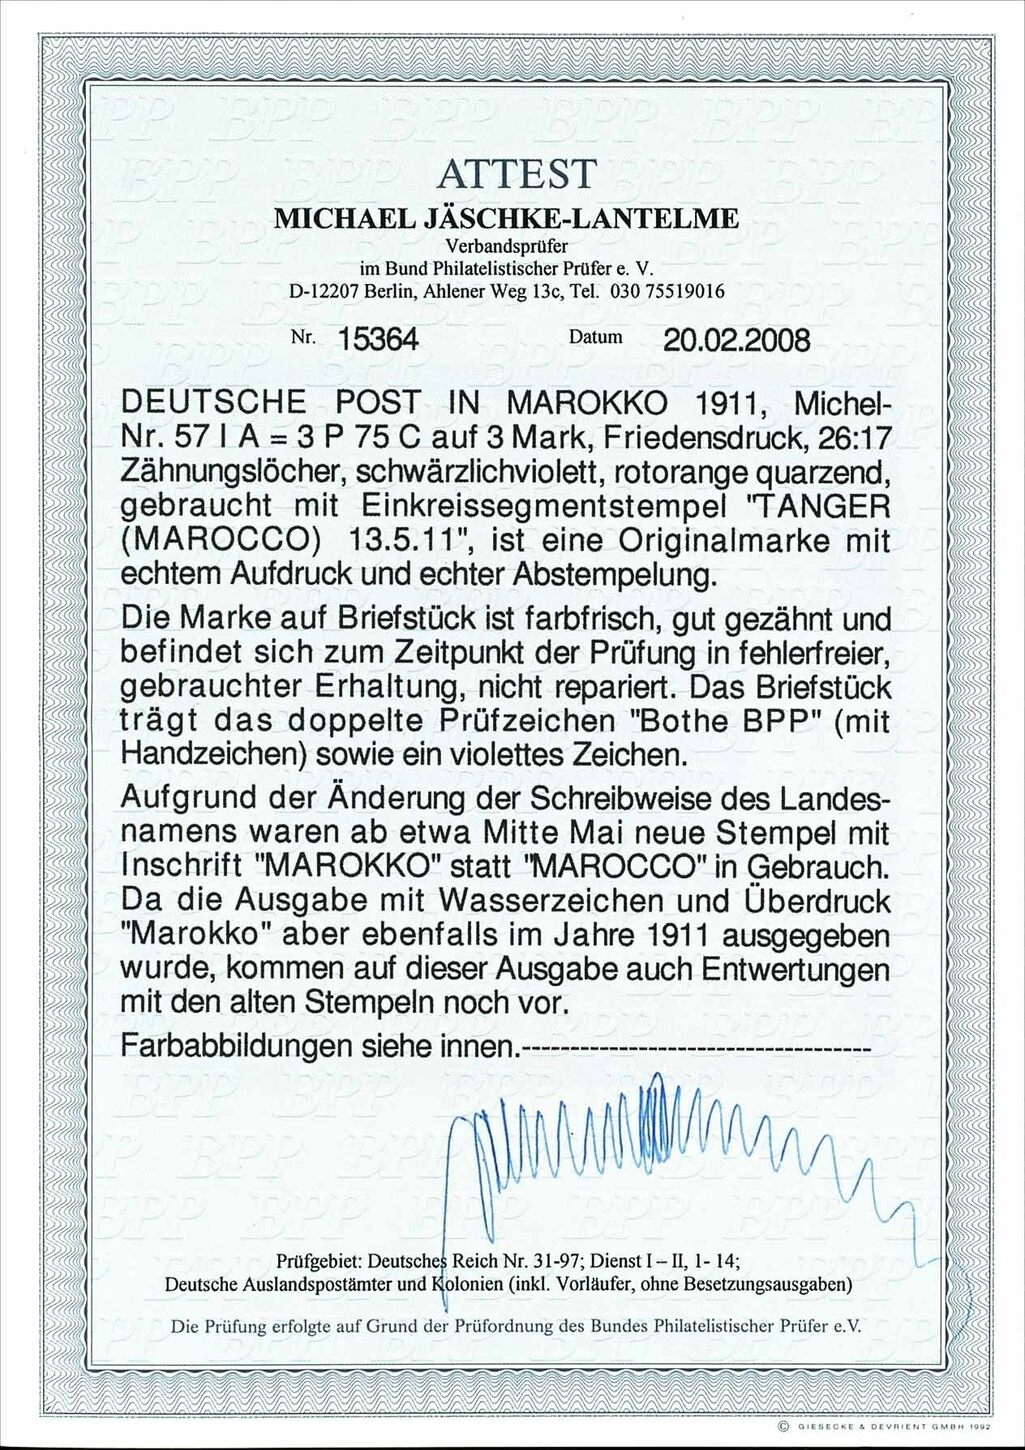 ATTEST
MICHAEL JÄSCHKE-LANTELME
Verbandsprüfer
im Bund Philatelistischer Prüfer e. V.
D-12207 Berlin, Ahlener Weg 13c, Tel. 030 75519016
Nr. 15364 Datum 20.02.2008
DEUTSCHE POST IN MAROKKO 1911, Michel-
Nr. 57 I A = 3 P 75 C auf 3 Mark, Friedensdruck, 26:17
Zähnungslöcher, schwärzlichviolett, rotorange quarzend,
gebraucht mit Einkreissegmentstempel "TANGER
(MAROCCO) 13.5.11", ist eine Originalmarke mit
echtem Aufdruck und echter Abstempelung.
Die Marke auf Briefstück ist farbfrisch, gut gezähnt und
befindet sich zum Zeitpunkt der Prüfung in fehlerfreier,
gebrauchter Erhaltung, nicht repariert. Das Briefstück
trägt das doppelte Prüfzeichen "Bothe BPP" (mit
Handzeichen) sowie ein violettes Zeichen.
Aufgrund der Änderung der Schreibweise des Landes-
namens waren ab etwa Mitte Mai neue Stempel mit
Inschrift "MAROKKO" statt "MAROCCO" in Gebrauch.
Da die Ausgabe mit Wasserzeichen und Überdruck
"Marokko" aber ebenfalls im Jahre 1911 ausgegeben
wurde, kommen auf dieser Ausgabe auch Entwertungen
mit den alten Stempeln noch vor.
Farbabbildungen siehe innen.------------------------------------
Prüfgebiet: Deutsches Reich Nr. 31-97; Dienst I – II, 1- 14;
Deutsche Auslandspostämter und Kolonien (inkl. Vorläufer, ohne Besetzungsausgaben)
Die Prüfung erfolgte auf Grund der Prüfordnung des Bundes Philatelistischer Prüfer e.V.
© GIESECKE & DEVRIENT GMBH 1992